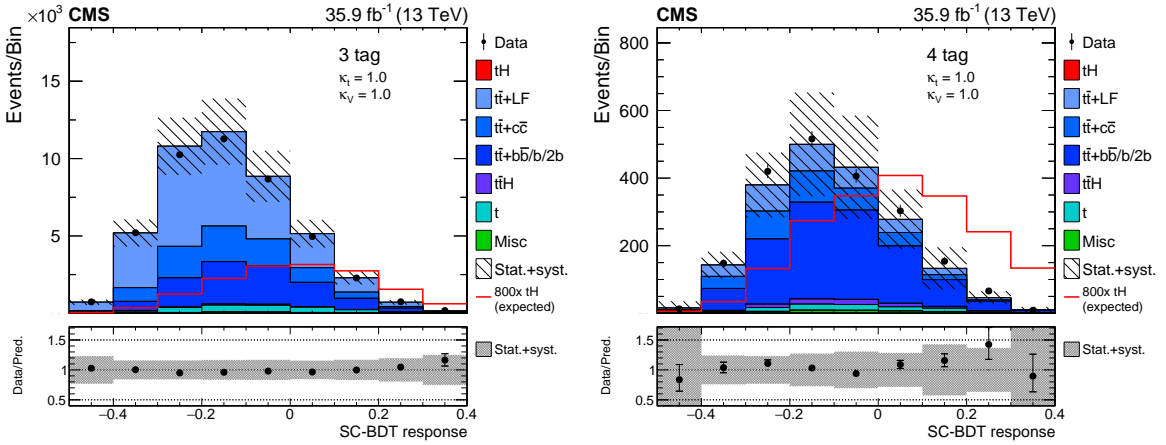 CMS 35.9 fb⁻¹ (13 TeV)
×10³
Events/Bin
15
10
5
3 tag
κt = 1.0
κV = 1.0
Data
tH
tt̄+LF
tt̄+cc̄
tt̄+bb̄/b/2b
tt̄H
t
Misc
Stat.+syst.
800x tH
(expected)
Data/Pred.
1.5
1
0.5
Stat.+syst.
−0.4 −0.2 0 0.2 0.4
SC-BDT response
CMS 35.9 fb⁻¹ (13 TeV)
Events/Bin
800
600
400
200
4 tag
κt = 1.0
κV = 1.0
Data
tH
tt̄+LF
tt̄+cc̄
tt̄+bb̄/b/2b
tt̄H
t
Misc
Stat.+syst.
800x tH
(expected)
Data/Pred.
1.5
1
0.5
Stat.+syst.
−0.4 −0.2 0 0.2 0.4
SC-BDT response